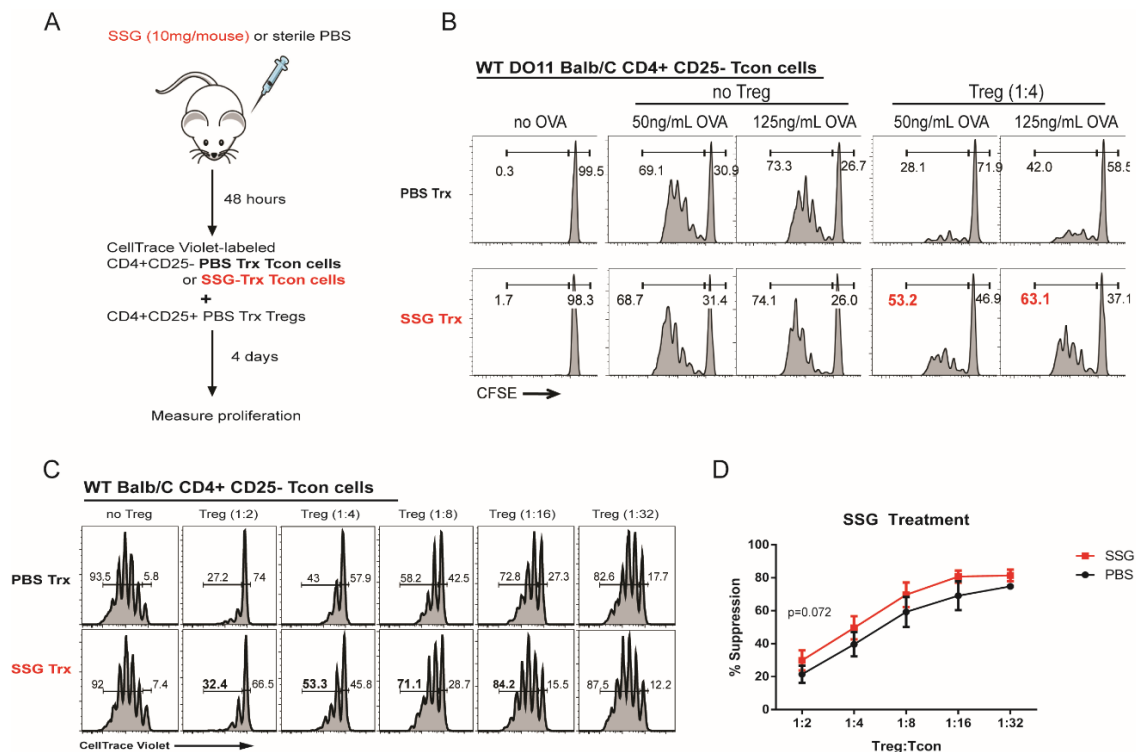 A
SSG (10mg/mouse) or sterile PBS
48 hours
CellTrace Violet-labeled
CD4+CD25- PBS Trx Tcon cells
or SSG-Trx Tcon cells
+
CD4+CD25+ PBS Trx Tregs
4 days
Measure proliferation
B
WT DO11 Balb/C CD4+ CD25- Tcon cells
no Treg
Treg (1:4)
no OVA
50ng/mL OVA
125ng/mL OVA
50ng/mL OVA
125ng/mL OVA
PBS Trx
0.3
99.5
69.1
30.9
73.3
26.7
28.1
71.9
42.0
58.5
SSG Trx
1.7
98.3
68.7
31.4
74.1
26.0
53.2
46.9
63.1
37.1
CFSE
C
WT Balb/C CD4+ CD25- Tcon cells
no Treg
Treg (1:2)
Treg (1:4)
Treg (1:8)
Treg (1:16)
Treg (1:32)
PBS Trx
93.5
5.8
27.2
74
43
57.9
58.2
42.5
72.8
27.3
82.6
17.7
SSG Trx
92
7.4
32.4
66.5
53.3
45.8
71.1
28.7
84.2
15.5
87.5
12.2
CellTrace Violet
D
SSG Treatment
% Suppression
100
80
60
40
20
0
p=0.072
SSG
PBS
1:2
1:4
1:8
1:16
1:32
Treg:Tcon